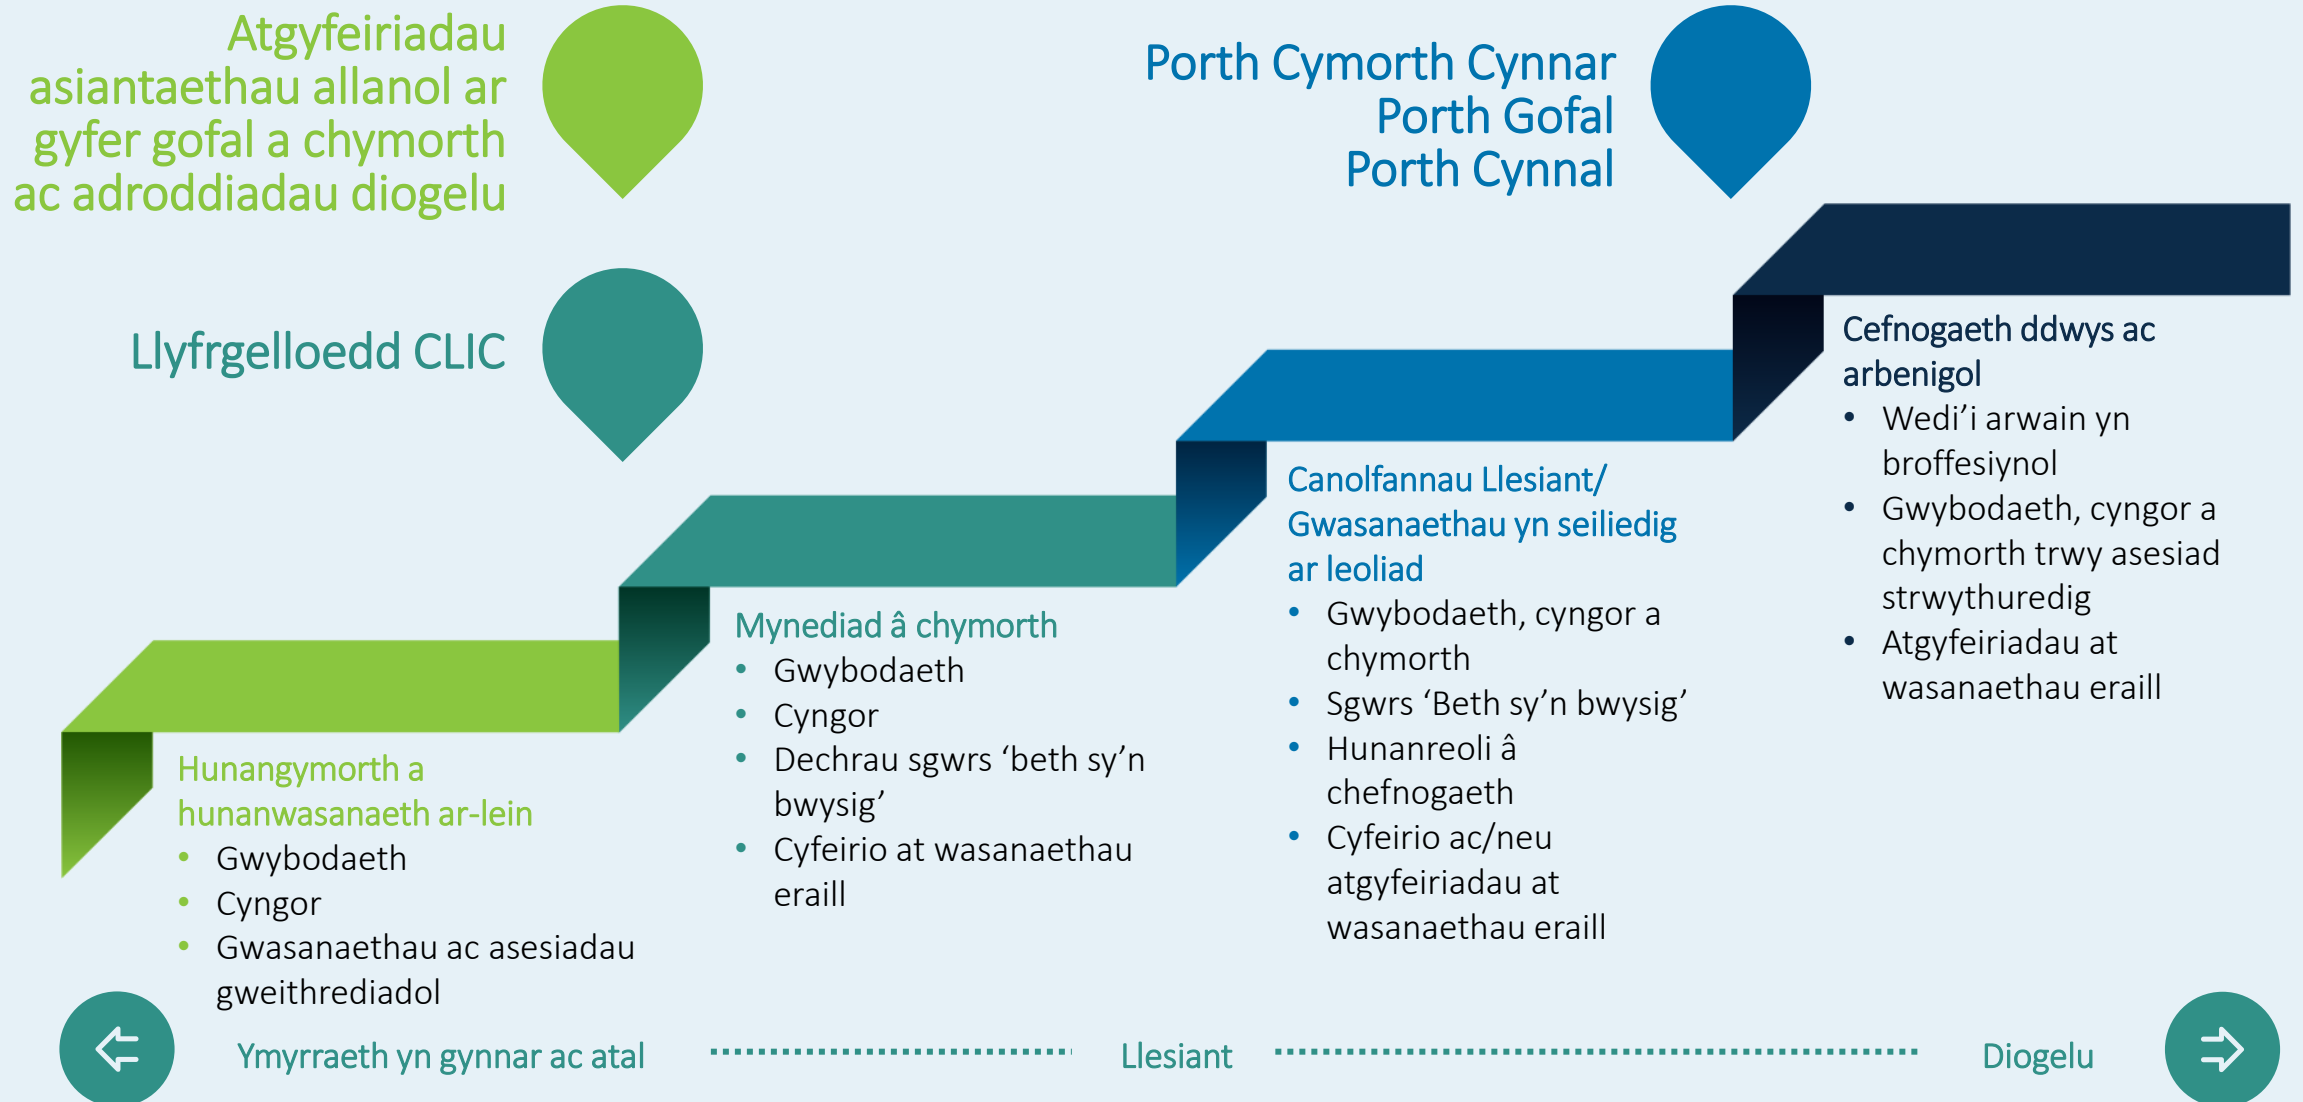 Atgyfeiriadau
asiantaethau allanol ar
gyfer gofal a chymorth
ac adroddiadau diogelu
Llyfrgelloedd CLIC
Porth Cymorth Cynnar
Porth Gofal
Porth Cynnal
Hunangymorth a
hunanwasanaeth ar-lein
• Gwybodaeth
• Cyngor
• Gwasanaethau ac asesiadau
gweithrediadol
Mynediad â chymorth
• Gwybodaeth
• Cyngor
• Dechrau sgwrs ‘beth sy’n
bwysig’
• Cyfeirio at wasanaethau
eraill
Canolfannau Llesiant/
Gwasanaethau yn seiliedig
ar leoliad
• Gwybodaeth, cyngor a
chymorth
• Sgwrs ‘Beth sy’n bwysig’
• Hunanreoli â
chefnogaeth
• Cyfeirio ac/neu
atgyfeiriadau at
wasanaethau eraill
Cefnogaeth ddwys ac
arbenigol
• Wedi’i arwain yn
broffesiynol
• Gwybodaeth, cyngor a
chymorth trwy asesiad
strwythuredig
• Atgyfeiriadau at
wasanaethau eraill
Ymyrraeth yn gynnar ac atal
Llesiant
Diogelu